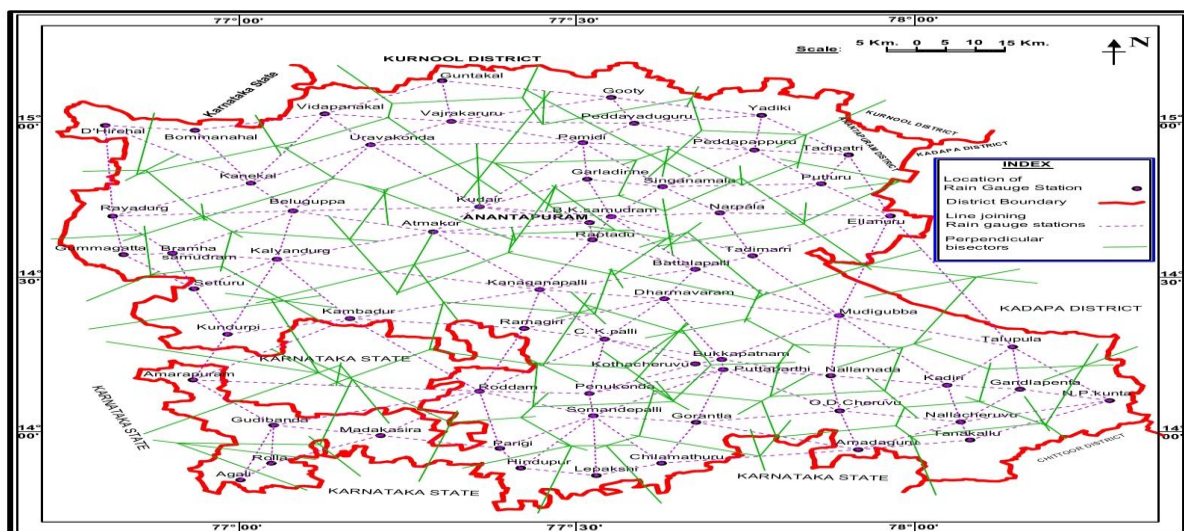 77°00'
77°30'
78°00'
Scale:
5 Km. 0 5 10 15 Km.
N
KURNOOL DISTRICT
Karnataka State
Guntakal
Gooty
Vidapanakal
Vajrakaruru
Peddavaduguru
Yadiki
15°
00'
15°
00'
D'Hirehal
Bommanahal
Uravakonda
Pamidi
Peddapappuru
Tadipatri
ANANTAPURAM DISTRICT
KURNOOL DISTRICT
KADAPA DISTRICT
Kanekal
Garladinne
Singanamala
Putluru
INDEX
Location of
Rain Gauge Station
District Boundary
Line joining
Rain gauge stations
Perpendicular
bisectors
Rayadurg
Beluguppa
Kudair
ANANTAPURAM
B.K.samudram
Narpala
Ellanuru
Atmakur
Raptadu
Gummagatta
Bramha
samudram
Kalyandurg
Tadimarri
Battalapalli
14°
30'
14°
30'
Setturu
Kanaganapalli
Dharmavaram
Kambadur
Ramagiri
C. K.palli
Mudigubba
KADAPA DISTRICT
Kundurpi
KARNATAKA STATE
Talupula
Kothacheruvu
Bukkapatnam
Puttaparthi
Nallamada
Amarapuram
Roddam
Penukonda
Kadiri
Gandlapenta
N.P.kunta
KARNATAKA STATE
Somandepalli
Gorantla
O.D.Cheruvu
Nallacheruvu
Gudibanda
Madakasira
Tanakallu
14°
00'
14°
00'
Parigi
Amadaguru
CHITTOOR DISTRICT
Rolla
Agali
Hindupur
Lepakshi
Chilamathuru
KARNATAKA STATE
KARNATAKA STATE
77°00'
77°30'
78°00'